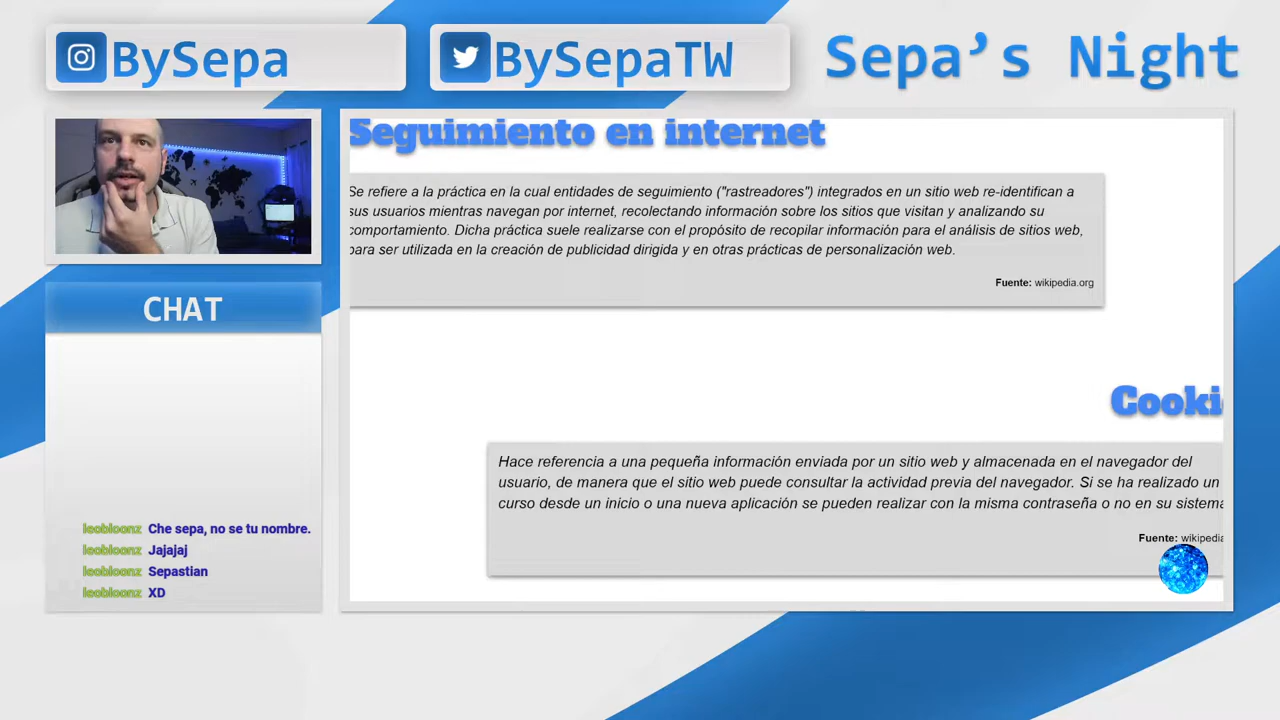 BySepa
BySepaTW
Sepa's Night
Seguimiento en internet
Se refiere a la práctica en la cual entidades de seguimiento ("rastreadores") integrados en un sitio web re-identifican a
sus usuarios mientras navegan por internet, recolectando información sobre los sitios que visitan y analizando su
comportamiento. Dicha práctica suele realizarse con el propósito de recopilar información para el análisis de sitios web,
para ser utilizada en la creación de publicidad dirigida y en otras prácticas de personalización web.
Fuente: wikipedia.org
Cooki
Hace referencia a una pequeña información enviada por un sitio web y almacenada en el navegador del
usuario, de manera que el sitio web puede consultar la actividad previa del navegador. Si se ha realizado un
curso desde un inicio o una nueva aplicación se pueden realizar con la misma contraseña o no en su sistema
Fuente: wikipedia
CHAT
leobloonz Che sepa, no se tu nombre.
leobloonz Jajajaj
leobloonz Sepastian
leobloonz XD